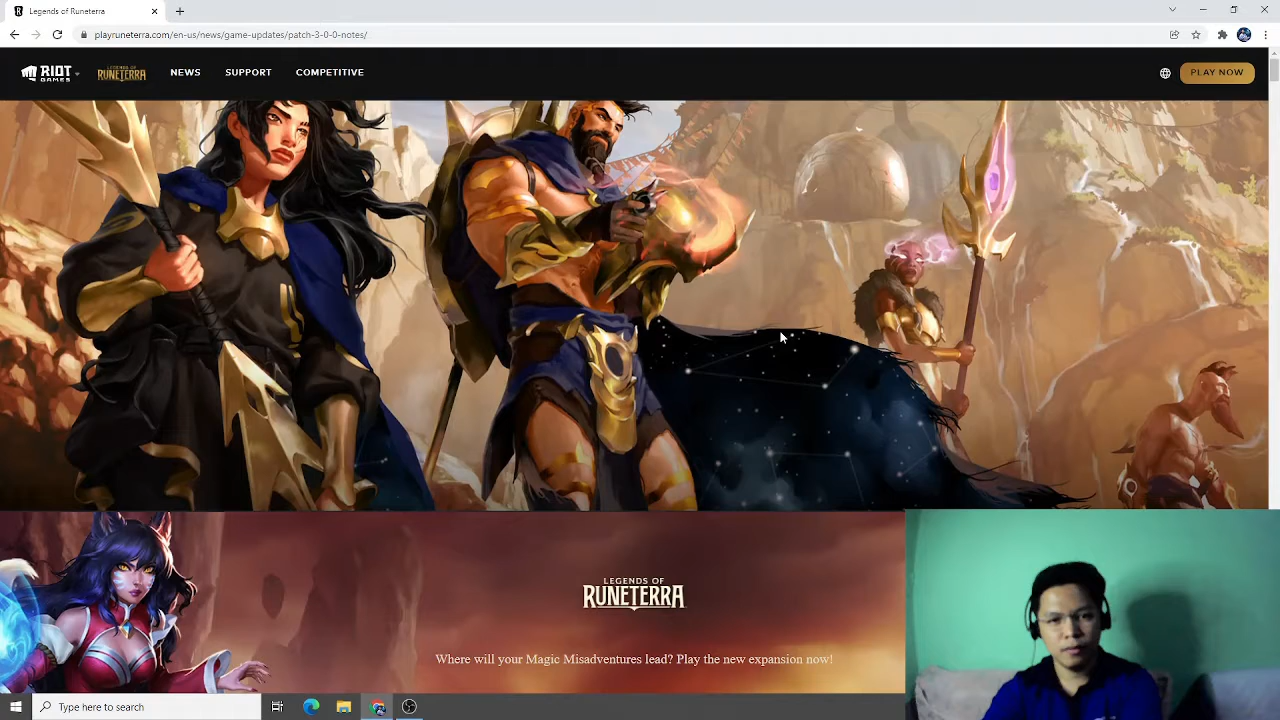 Legends of Runeterra
playruneterra.com/en-us/news/game-updates/patch-3-0-0-notes/
RIOT GAMES
LEGENDS OF RUNETERRA
NEWS
SUPPORT
COMPETITIVE
PLAY NOW
LEGENDS OF
RUNETERRA
Where will your Magic Misadventures lead? Play the new expansion now!
Type here to search